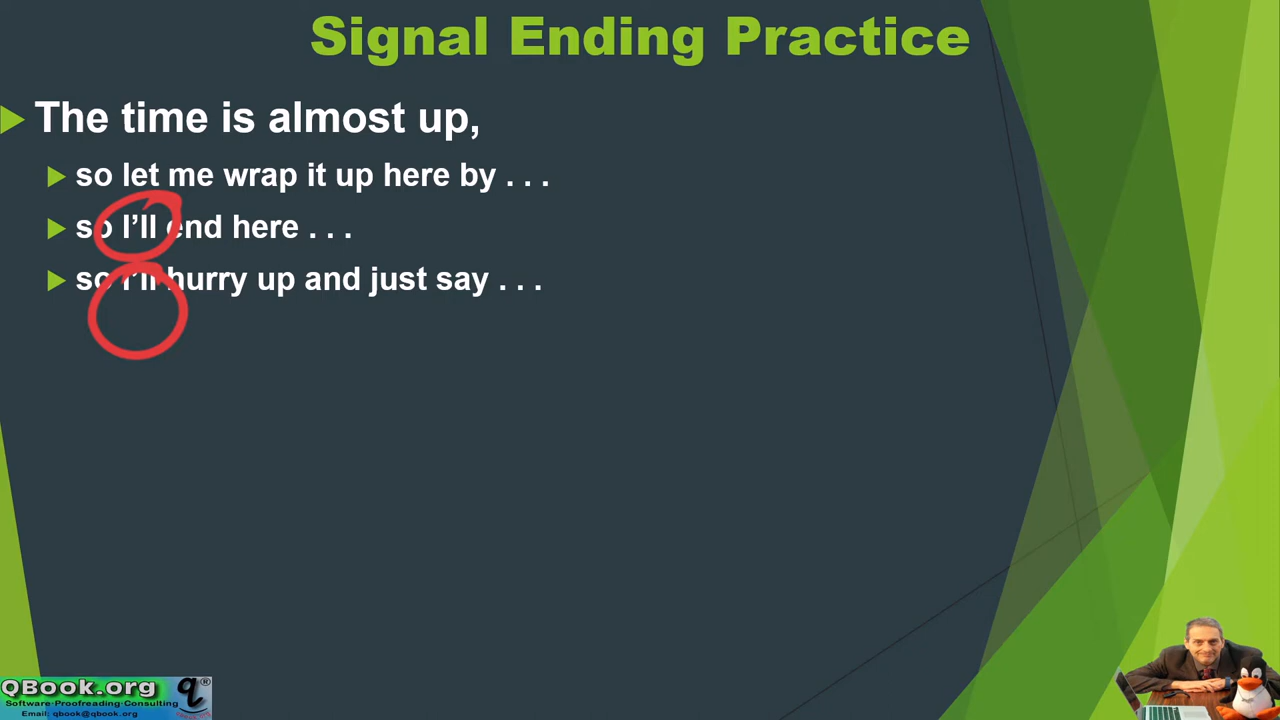 Signal Ending Practice
The time is almost up,
so let me wrap it up here by . . .
so I’ll end here . . .
so I’ll hurry up and just say . . .
QBook.org
q®
Software·Proofreading·Consulting
Email: qbook@qbook.org